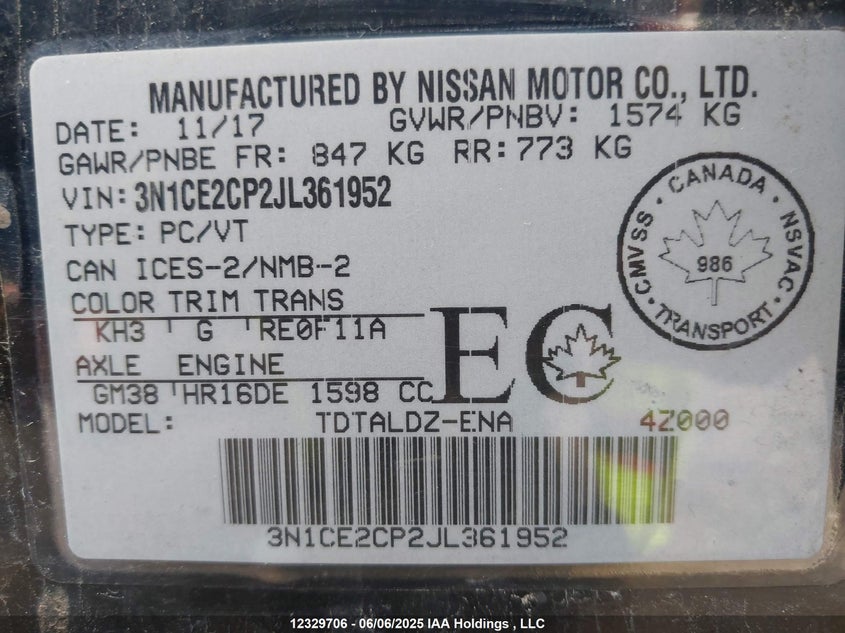 MANUFACTURED BY NISSAN MOTOR CO., LTD.
DATE: 11/17 GVWR/PNBV: 1574 KG
GAWR/PNBE FR: 847 KG RR: 773 KG
VIN: 3N1CE2CP2JL361952
TYPE: PC/VT
CAN ICES-2/NMB-2
COLOR TRIM TRANS
KH3 G RE0F11A
AXLE ENGINE
GM38 HR16DE 1598 CC
EC
CANADA
CMVSS NSVAC
986
TRANSPORT
MODEL: TDTALDZ-ENA 4Z000
3N1CE2CP2JL361952
12329706 - 06/06/2025 IAA Holdings, LLC